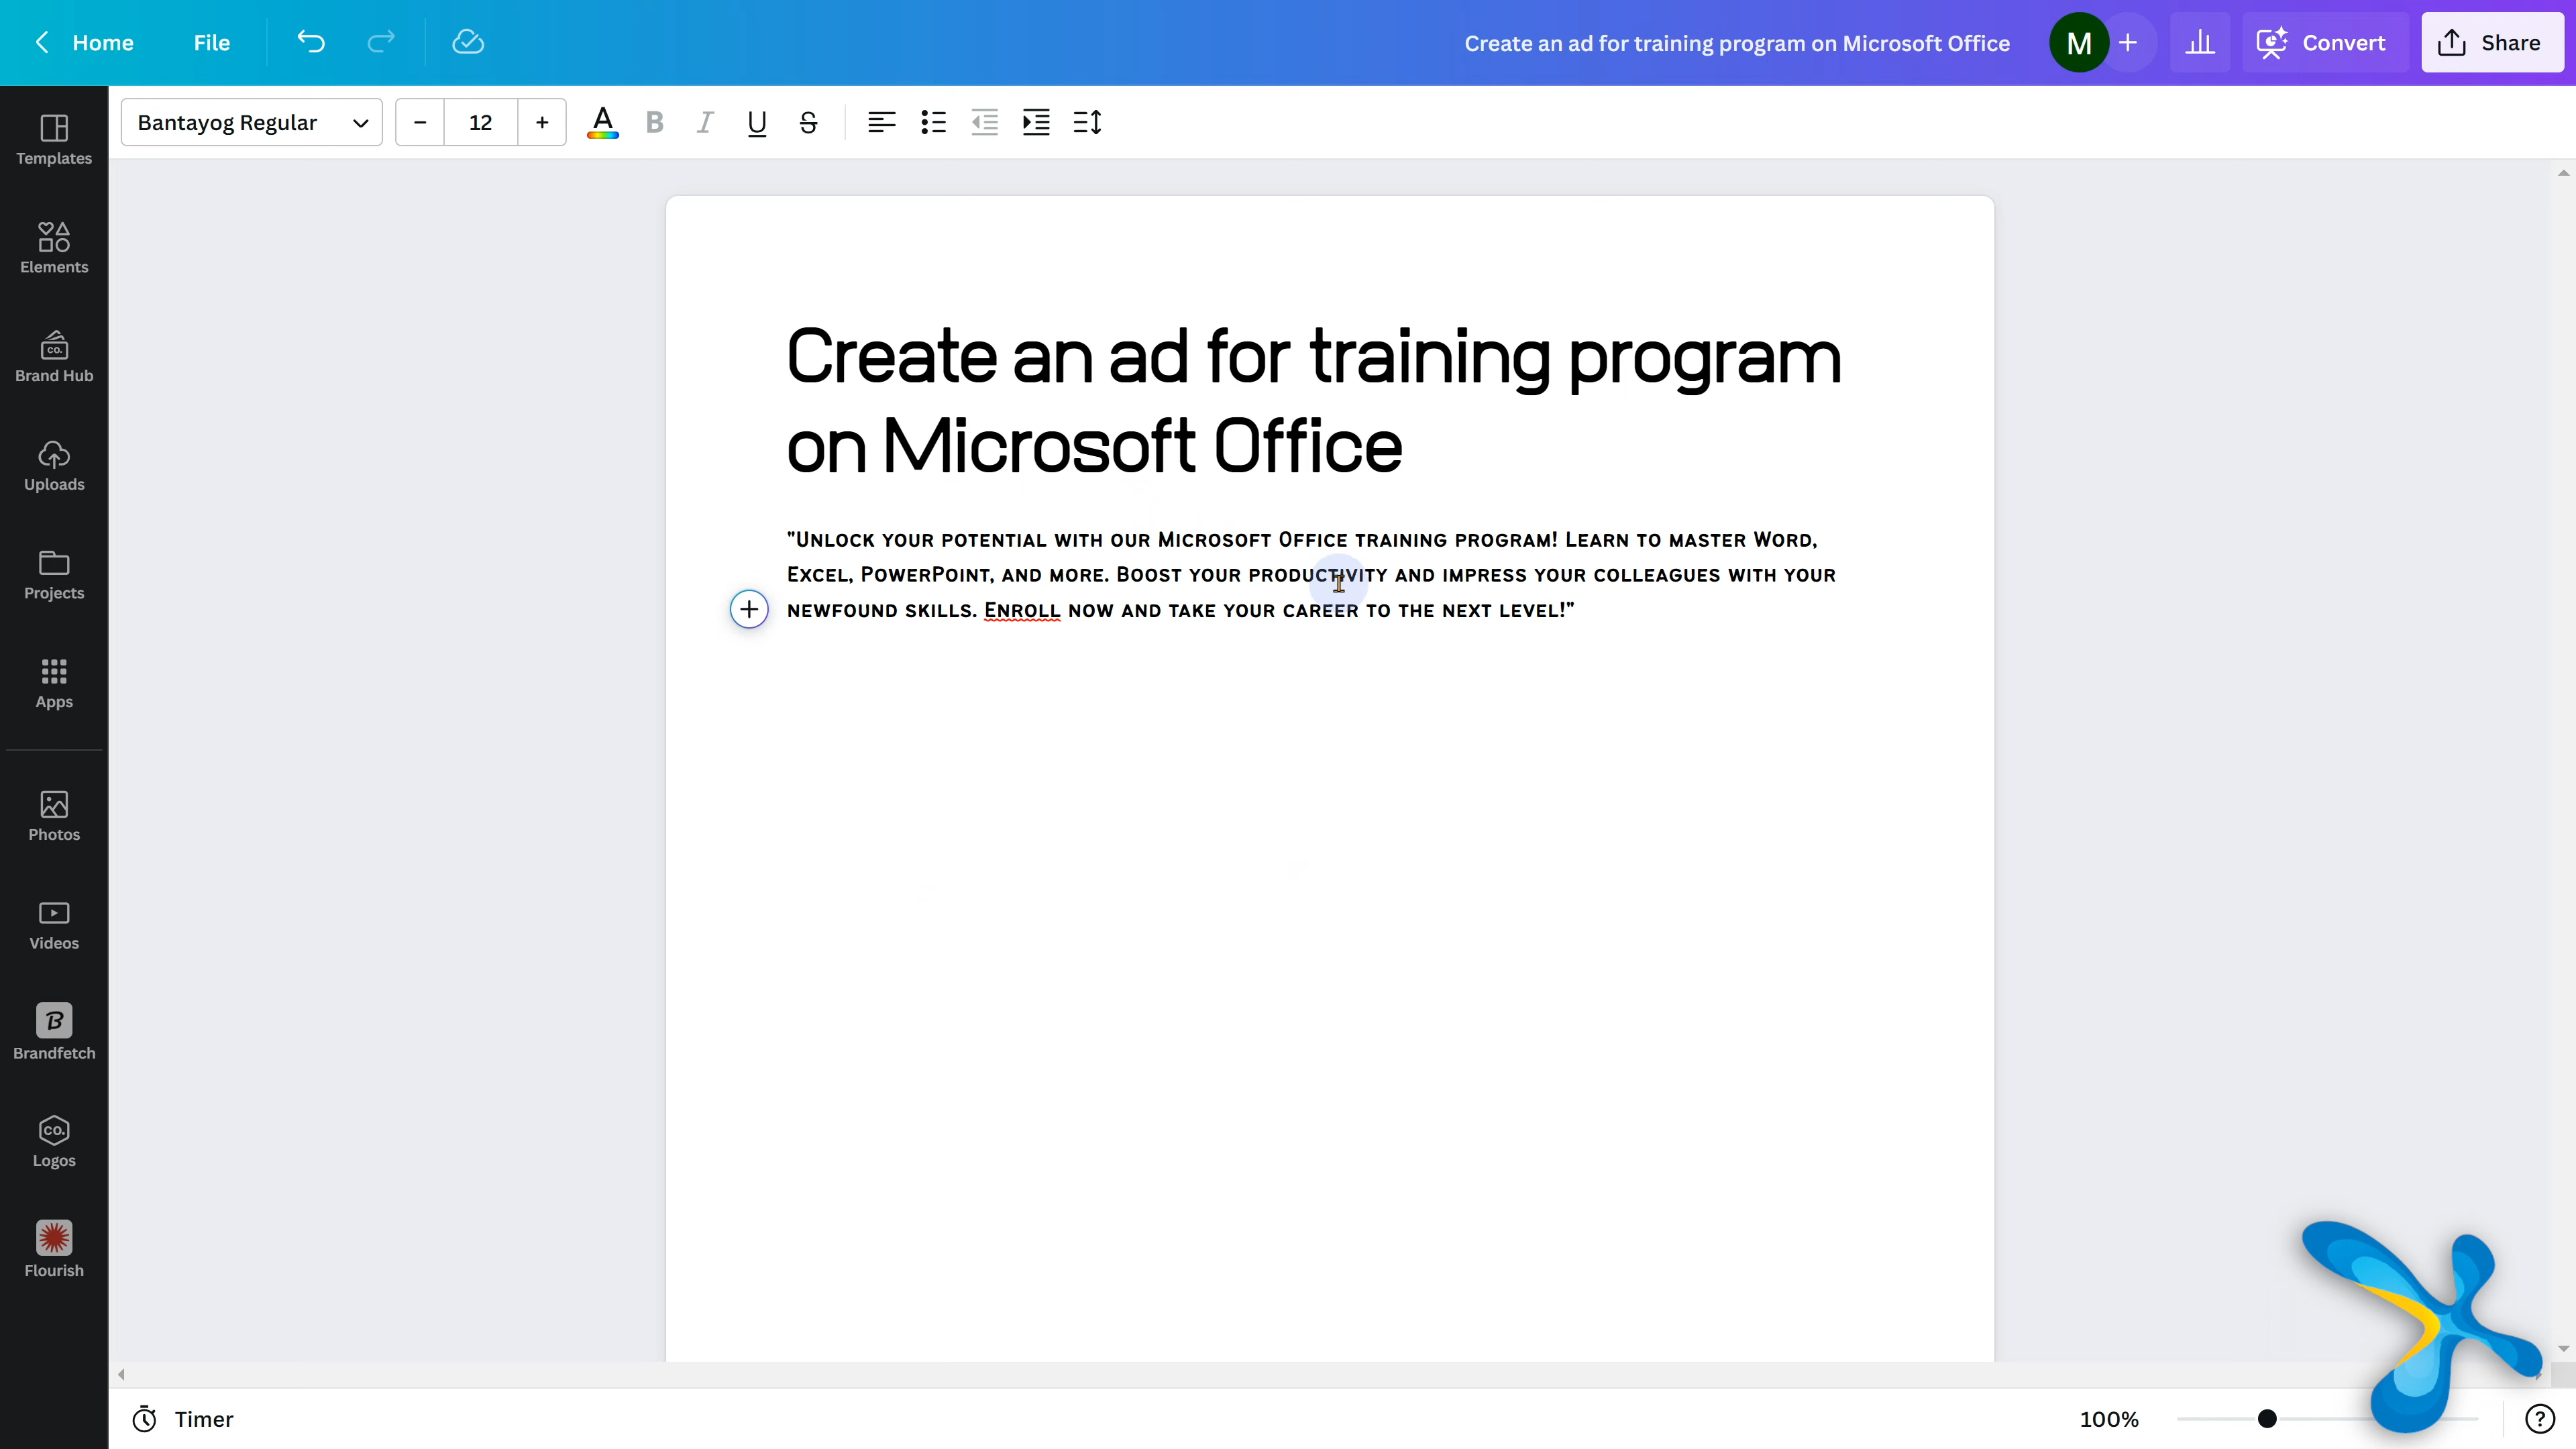 Home File Create an ad for training program on Microsoft Office M + Convert Share
Bantayog Regular - 12 + A B I U S
Templates
Elements
CO.
Brand Hub
Uploads
Projects
Apps
Photos
Videos
B
Brandfetch
CO.
Logos
Flourish
Create an ad for training program
on Microsoft Office
"Unlock your potential with our Microsoft Office training program! Learn to master Word,
Excel, PowerPoint, and more. Boost your productivity and impress your colleagues with your
newfound skills. Enroll now and take your career to the next level!"
Timer 100% ?